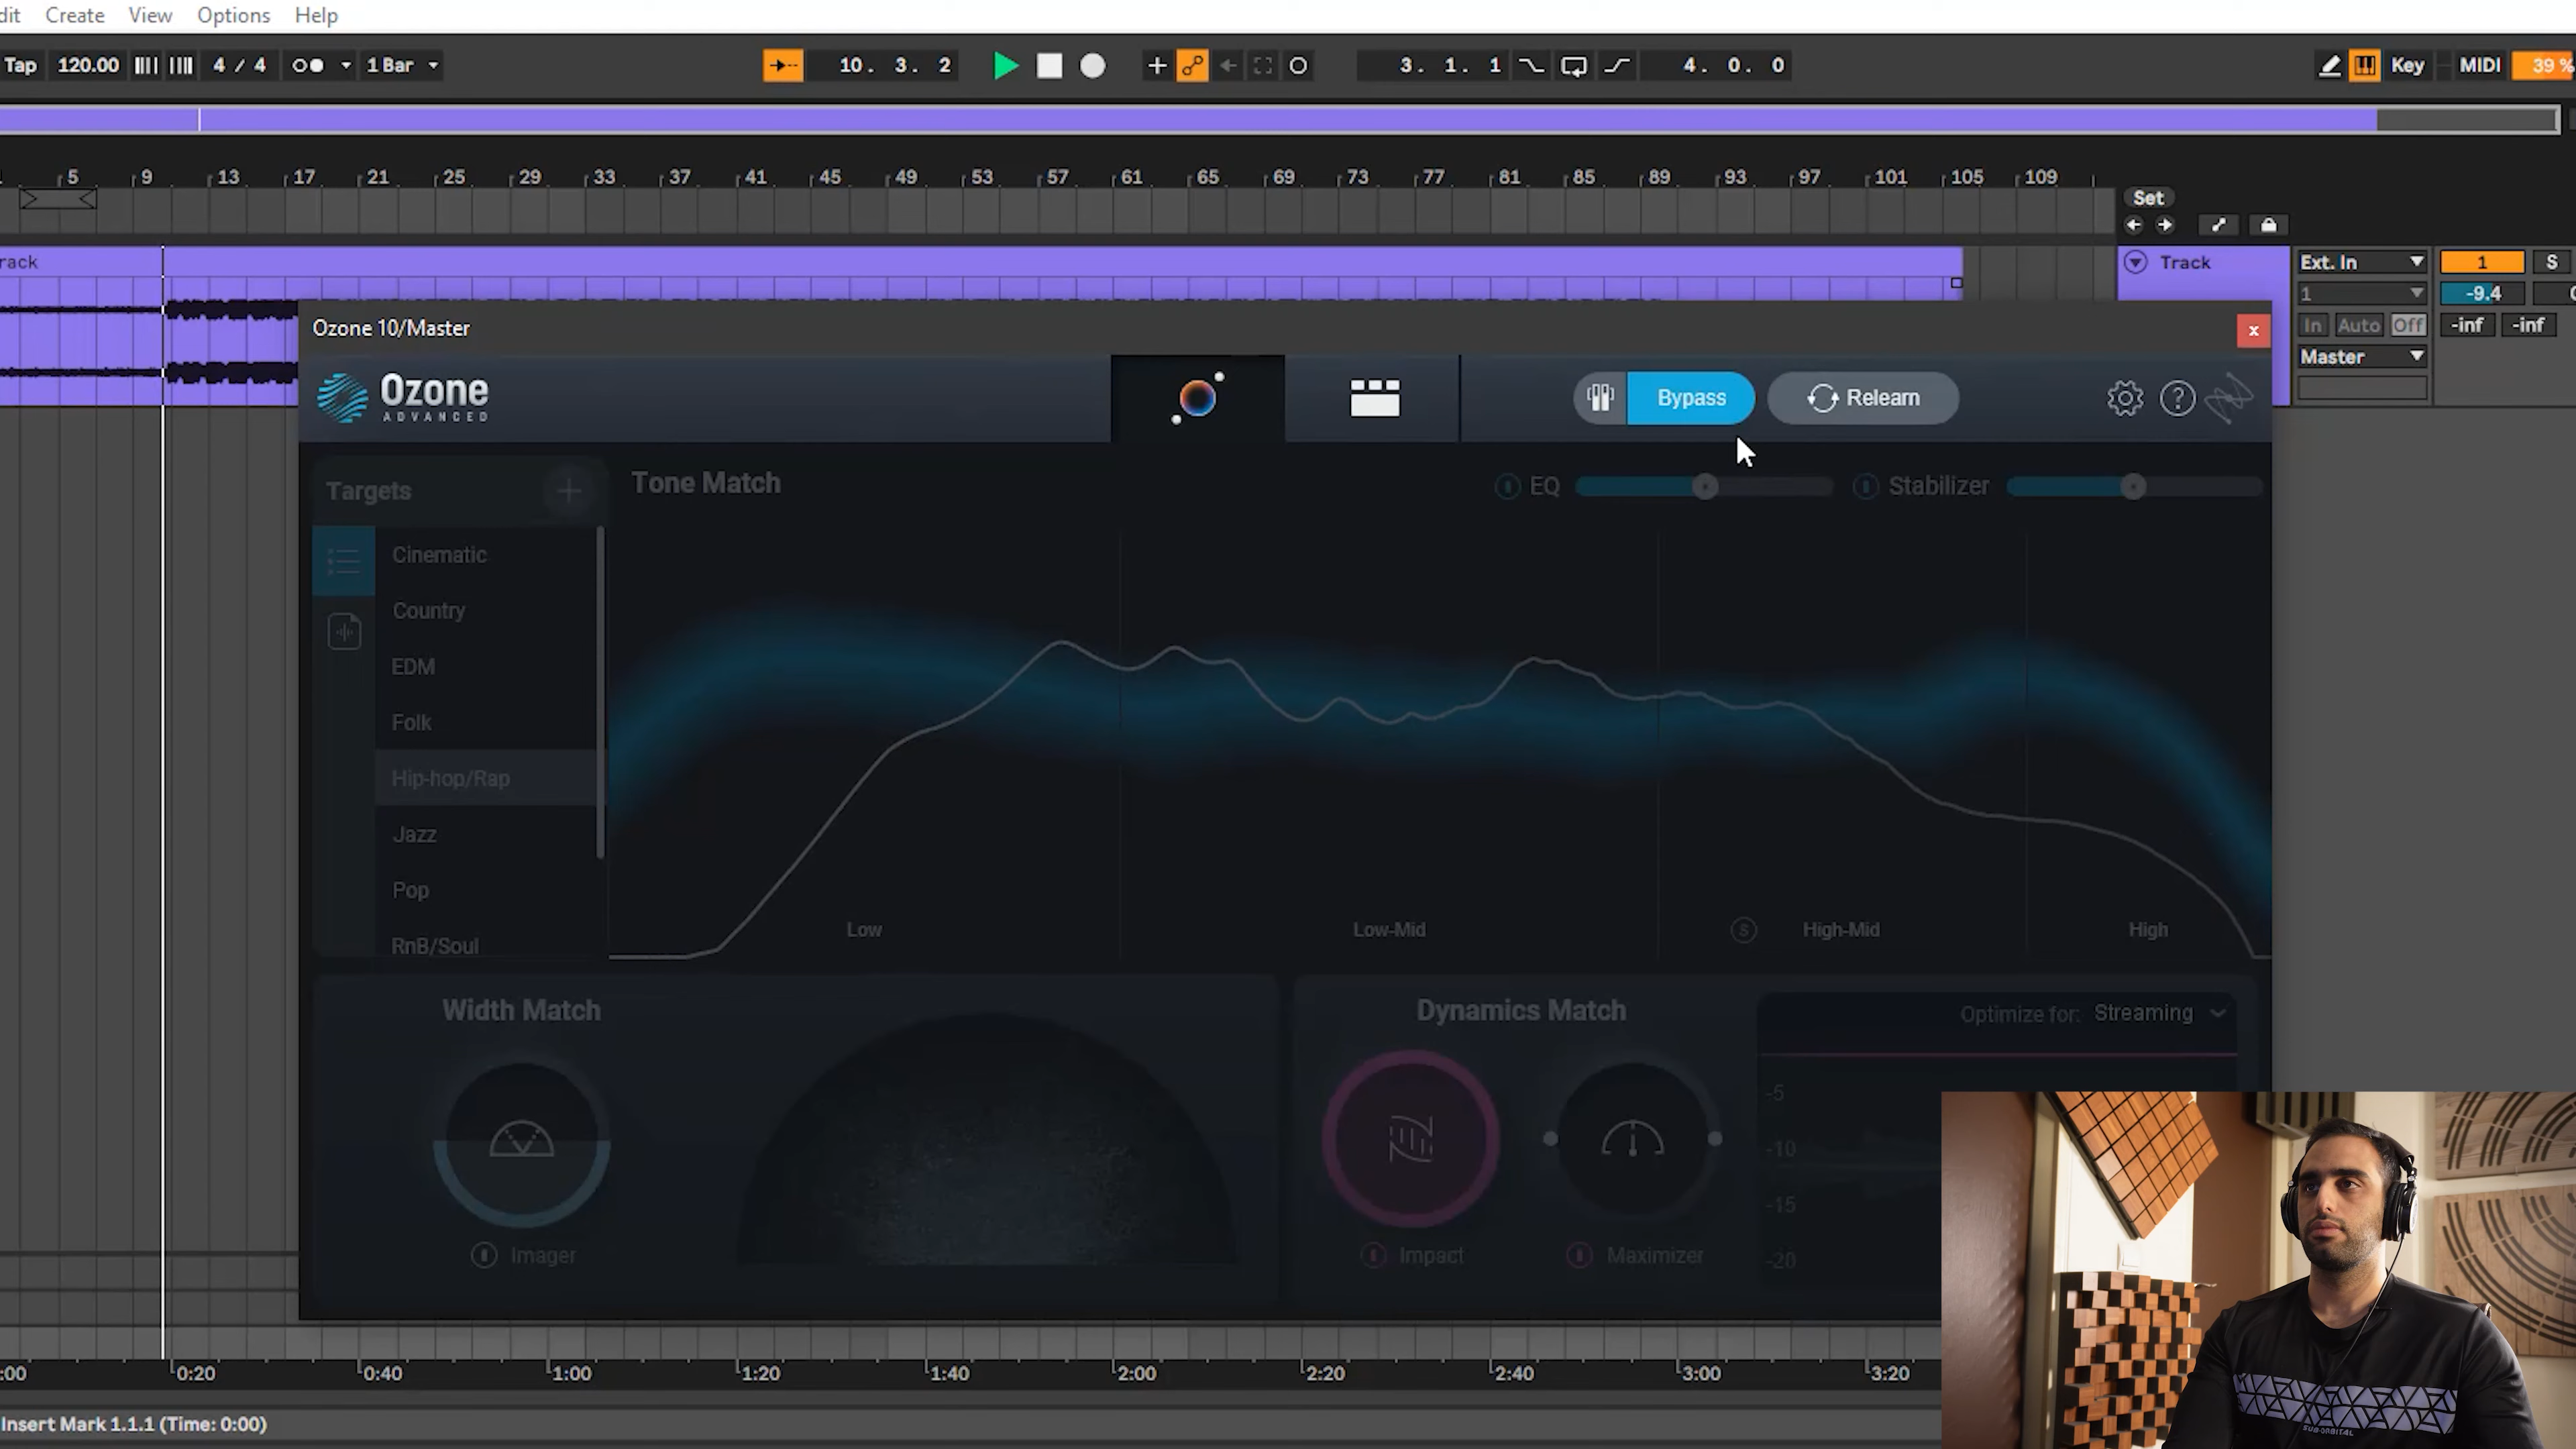 dit Create View Options Help
Tap 120.00 4 / 4 1 Bar 10. 3. 2 3. 1. 1 4. 0. 0 Key MIDI 39 %
5 9 13 17 21 25 29 33 37 41 45 49 53 57 61 65 69 73 77 81 85 89 93 97 101 105 109
Set
rack Track Ext. In 1 S
1 -9.4
In Auto Off -inf -inf
Master
Ozone 10/Master x
Ozone
ADVANCED
Bypass Relearn ?
Targets + Tone Match EQ Stabilizer
Cinematic
Country
EDM
Folk
Hip-hop/Rap
Jazz
Pop
RnB/Soul
Low Low-Mid S High-Mid High
Width Match Dynamics Match Optimize for: Streaming
-5
-10
-15
-20
Imager Impact Maximizer
:00 0:20 0:40 1:00 1:20 1:40 2:00 2:20 2:40 3:00 3:20
Insert Mark 1.1.1 (Time: 0:00)
SUB-ORBITAL